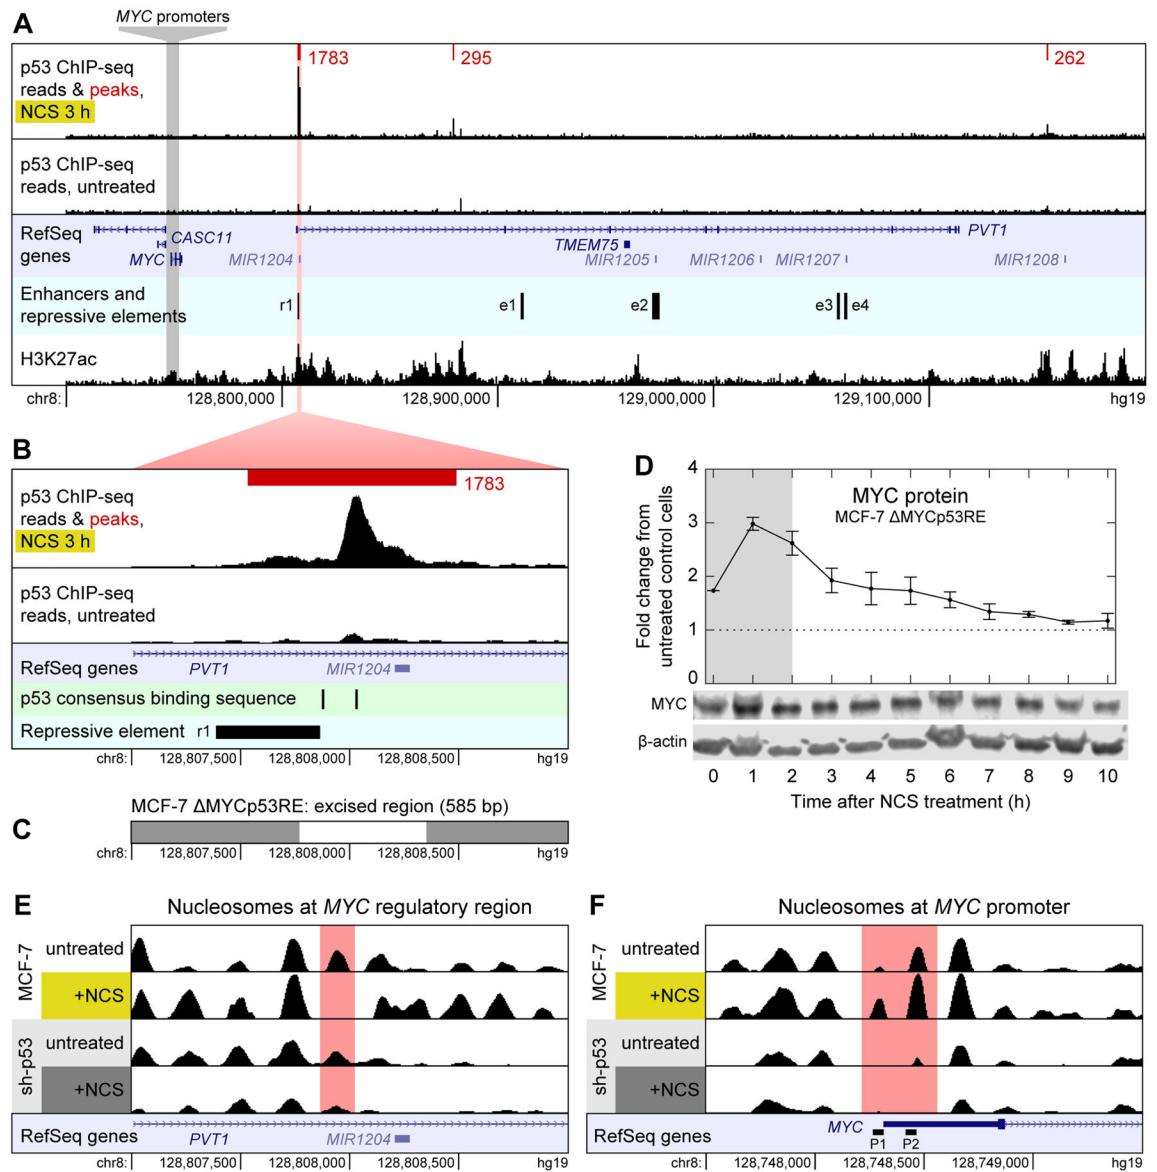 A
MYC promoters
p53 ChIP-seq
reads & peaks,
NCS 3 h
1783
295
262
p53 ChIP-seq
reads, untreated
RefSeq
genes
CASC11
MYC
MIR1204
TMEM75
MIR1205
MIR1206
MIR1207
PVT1
MIR1208
Enhancers and
repressive elements
r1
e1
e2
e3
e4
H3K27ac
chr8:
128,800,000
128,900,000
129,000,000
129,100,000
hg19
B
p53 ChIP-seq
reads & peaks,
NCS 3 h
1783
p53 ChIP-seq
reads, untreated
RefSeq genes
PVT1
MIR1204
p53 consensus binding sequence
Repressive element r1
chr8:
128,807,500
128,808,000
128,808,500
hg19
C
MCF-7 ΔMYCp53RE: excised region (585 bp)
chr8:
128,807,500
128,808,000
128,808,500
hg19
D
Fold change from
untreated control cells
4
3
2
1
0
MYC protein
MCF-7 ΔMYCp53RE
MYC
β-actin
0 1 2 3 4 5 6 7 8 9 10
Time after NCS treatment (h)
E
Nucleosomes at MYC regulatory region
MCF-7
untreated
+NCS
sh-p53
untreated
+NCS
RefSeq genes
PVT1
MIR1204
chr8:
128,807,500
128,808,000
128,808,500
hg19
F
Nucleosomes at MYC promoter
MCF-7
untreated
+NCS
sh-p53
untreated
+NCS
RefSeq genes
MYC
P1
P2
chr8:
128,748,000
128,748,500
128,749,000
hg19